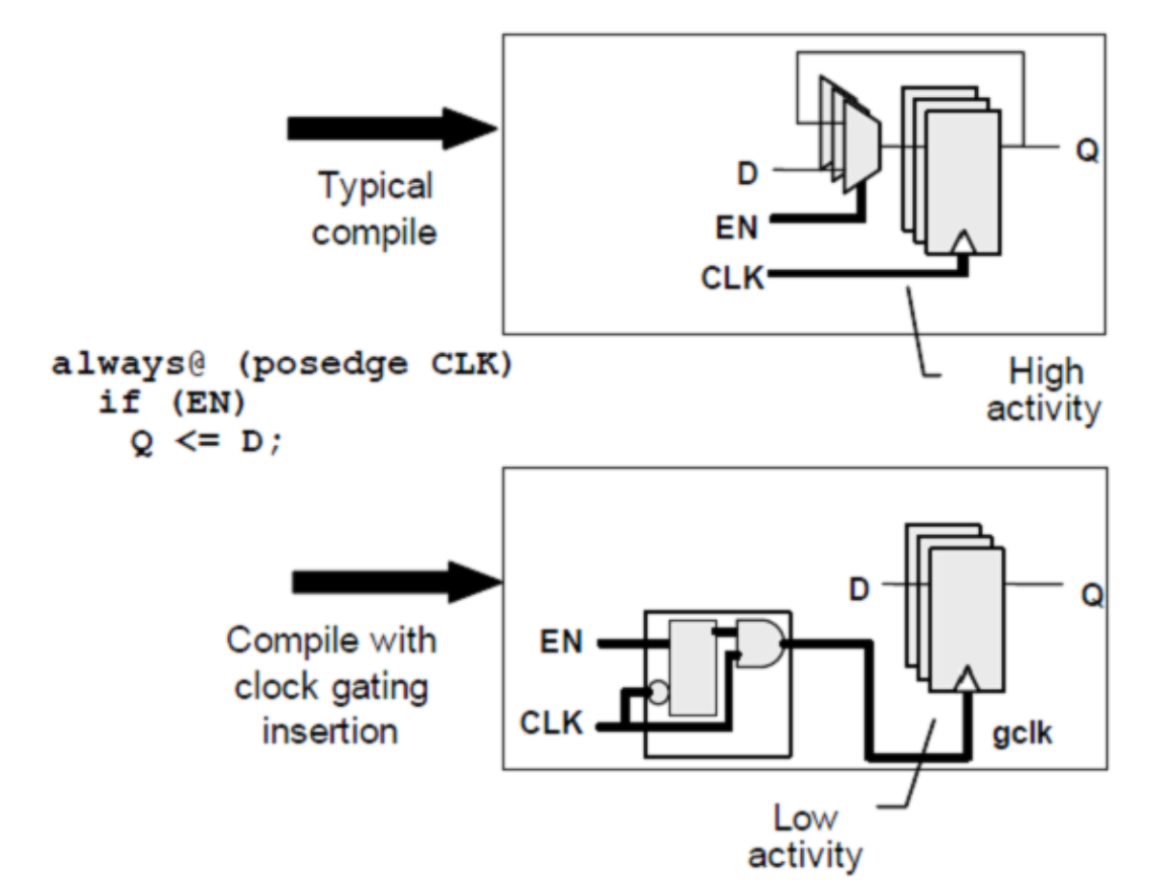 Typical
compile
D
EN
CLK
Q
High
activity
always@ (posedge CLK)
if (EN)
Q <= D;
Compile with
clock gating
insertion
EN
CLK
D
Q
gclk
Low
activity